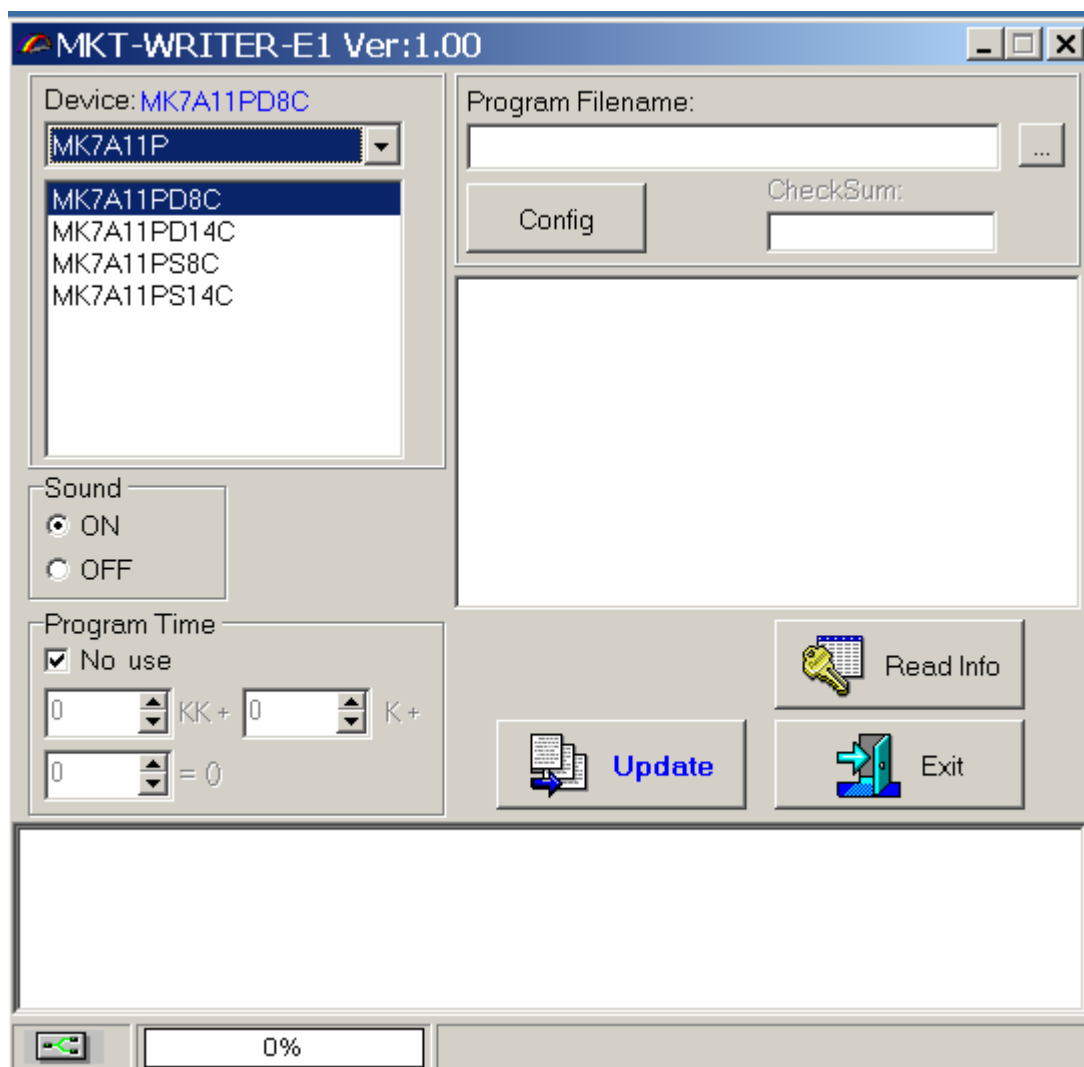 MKT-WRITER-E1 Ver:1.00
Device: MK7A11PD8C
MK7A11P
MK7A11PD8C
MK7A11PD14C
MK7A11PS8C
MK7A11PS14C
Program Filename:
...
Config
CheckSum:
Sound
ON
OFF
Program Time
No use
0 KK + 0 K +
0 = 0
Read Info
Update
Exit
0%